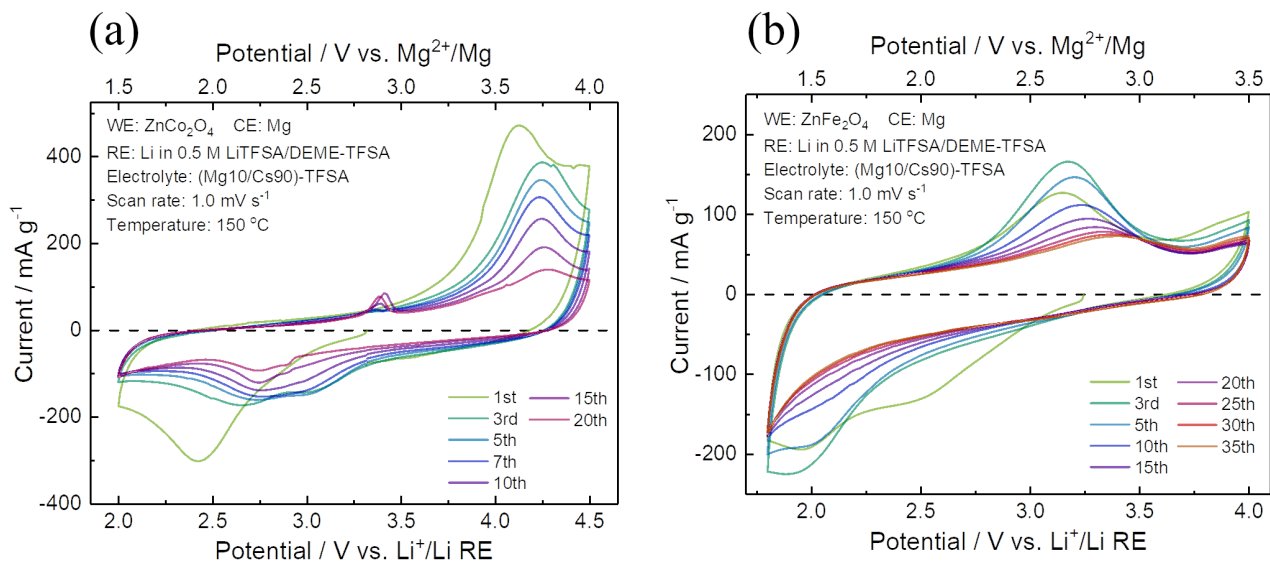 (a)
Potential / V vs. Mg²⁺/Mg
1.5 2.0 2.5 3.0 3.5 4.0
WE: ZnCo₂O₄ CE: Mg
RE: Li in 0.5 M LiTFSA/DEME-TFSA
Electrolyte: (Mg10/Cs90)-TFSA
Scan rate: 1.0 mV s⁻¹
Temperature: 150 °C
Current / mA g⁻¹
400
200
0
-200
-400
1st 15th
3rd 20th
5th
7th
10th
2.0 2.5 3.0 3.5 4.0 4.5
Potential / V vs. Li⁺/Li RE
(b)
Potential / V vs. Mg²⁺/Mg
1.5 2.0 2.5 3.0 3.5
WE: ZnFe₂O₄ CE: Mg
RE: Li in 0.5 M LiTFSA/DEME-TFSA
Electrolyte: (Mg10/Cs90)-TFSA
Scan rate: 1.0 mV s⁻¹
Temperature: 150 °C
Current / mA g⁻¹
200
100
0
-100
-200
1st 20th
3rd 25th
5th 30th
10th 35th
15th
2.0 2.5 3.0 3.5 4.0
Potential / V vs. Li⁺/Li RE